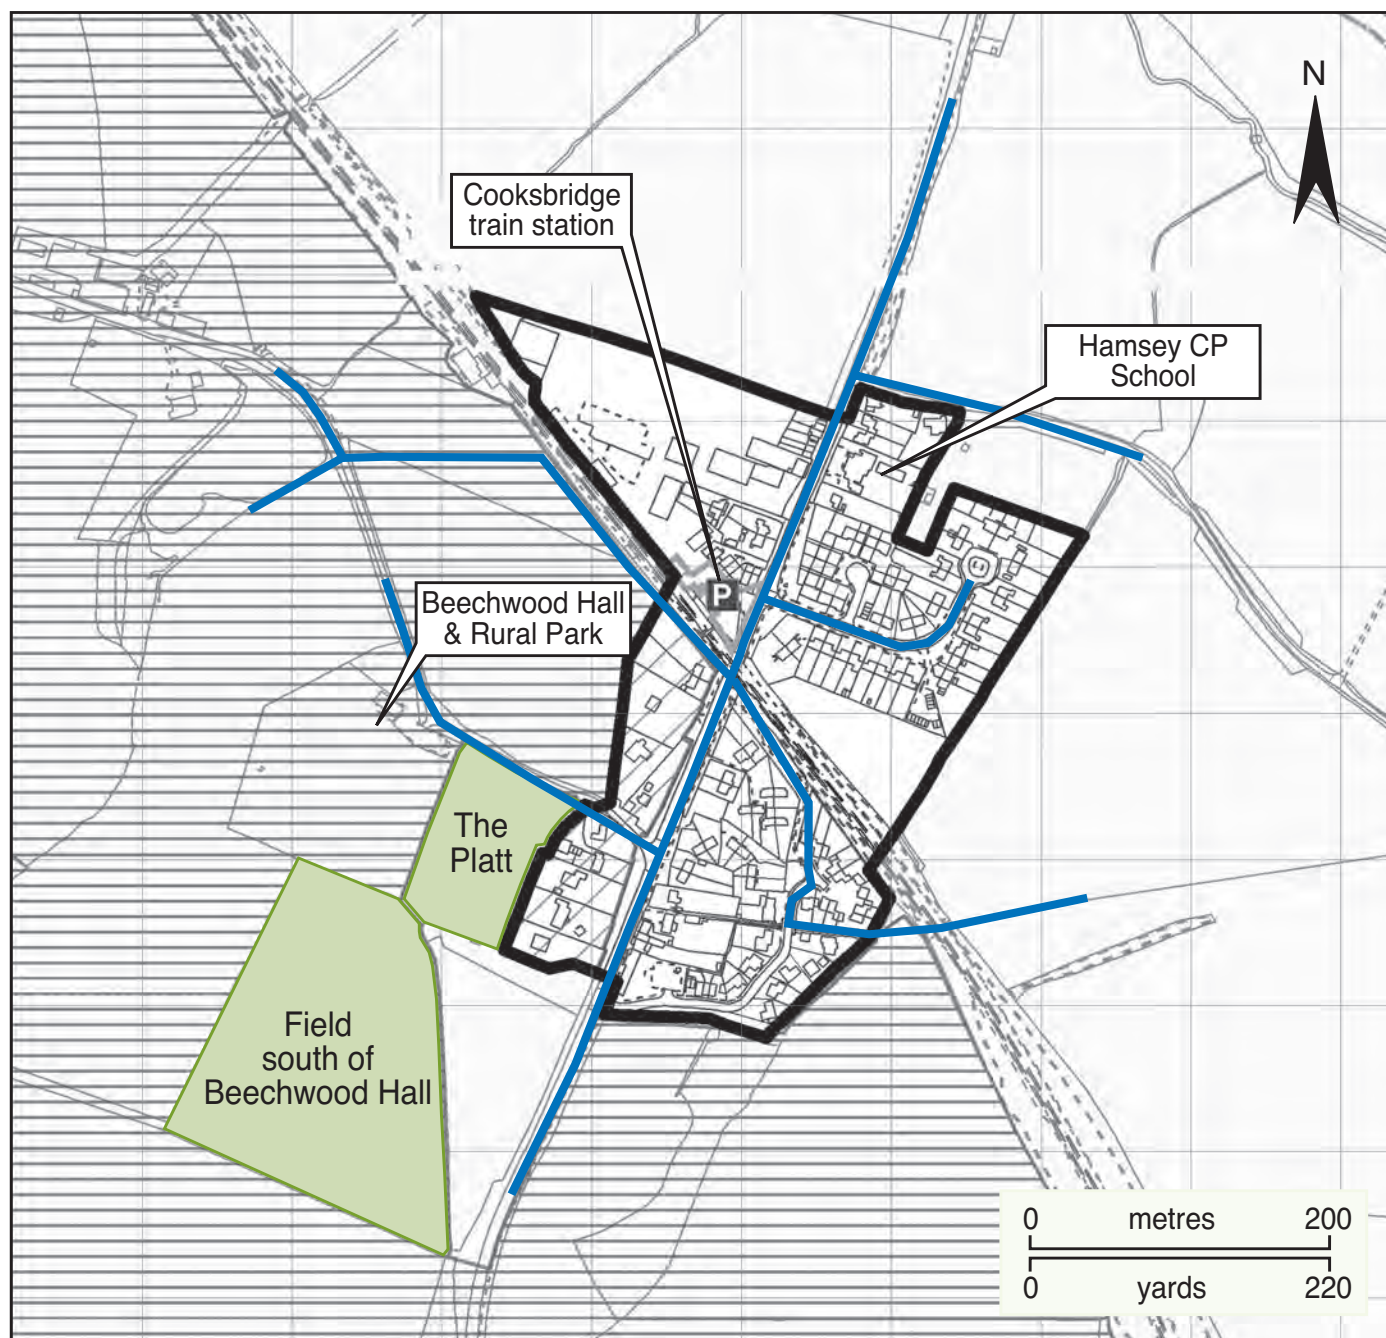 N
Cooksbridge
train station
Hamsey CP
School
P
Beechwood Hall
& Rural Park
The
Platt
Field
south of
Beechwood Hall
0 metres 200
0 yards 220